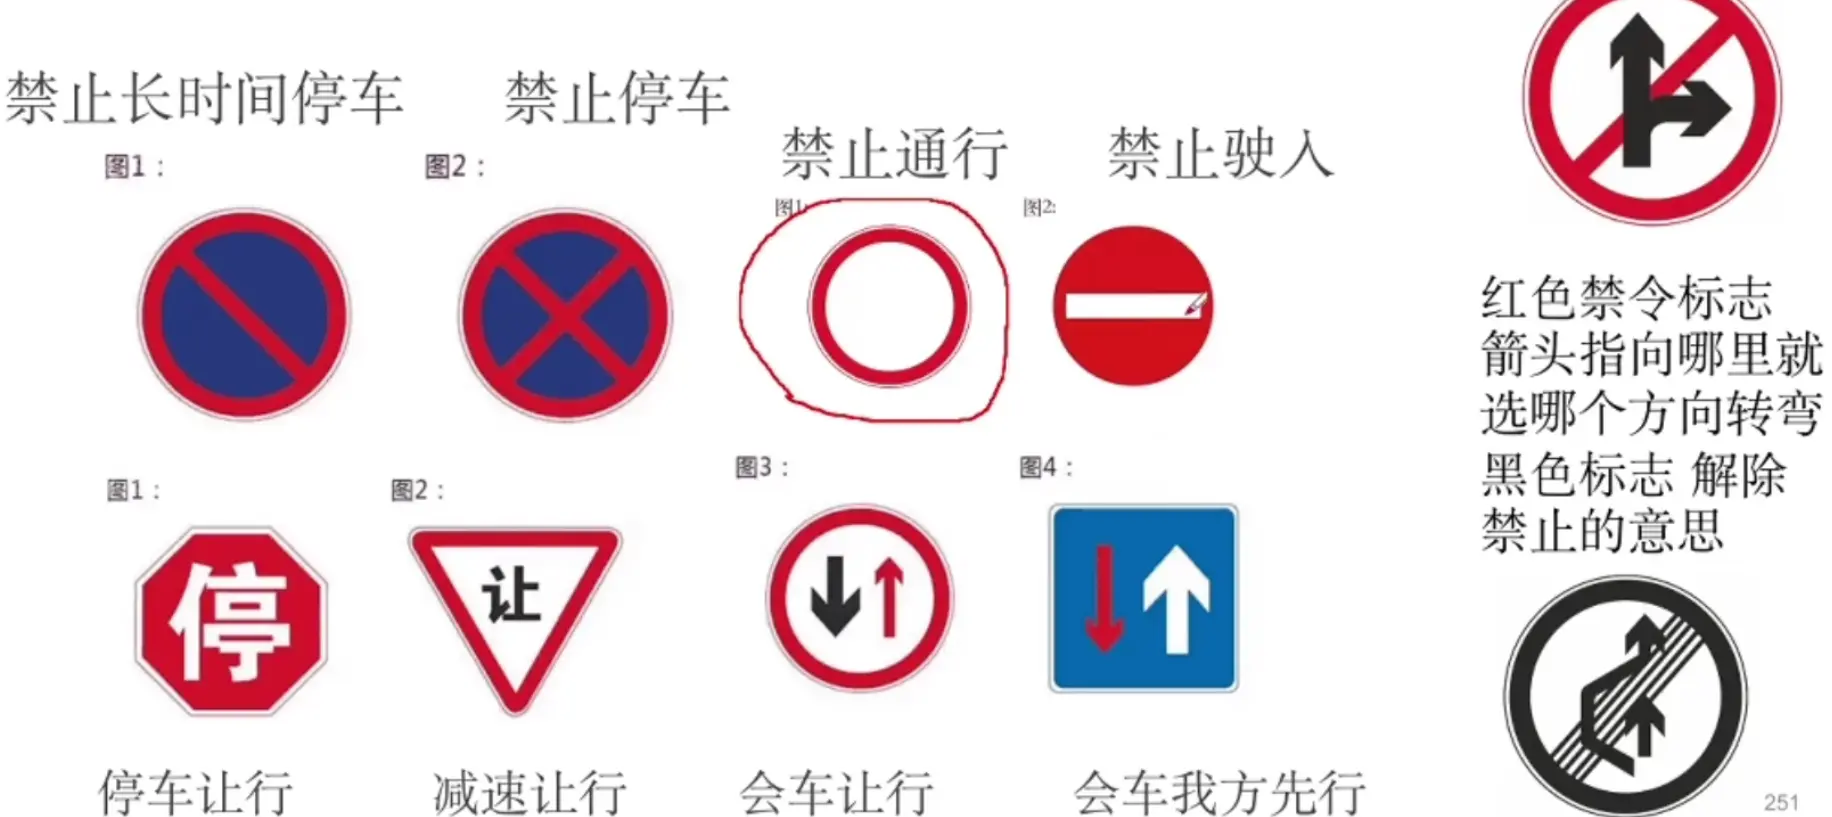 禁止长时间停车
禁止停车
禁止通行
禁止驶入
图1：
图2：
图1:
图2:
停
让
图1：
图2：
图3：
图4：
停车让行
减速让行
会车让行
会车我方先行
红色禁令标志
箭头指向哪里就
选哪个方向转弯
黑色标志 解除
禁止的意思
251